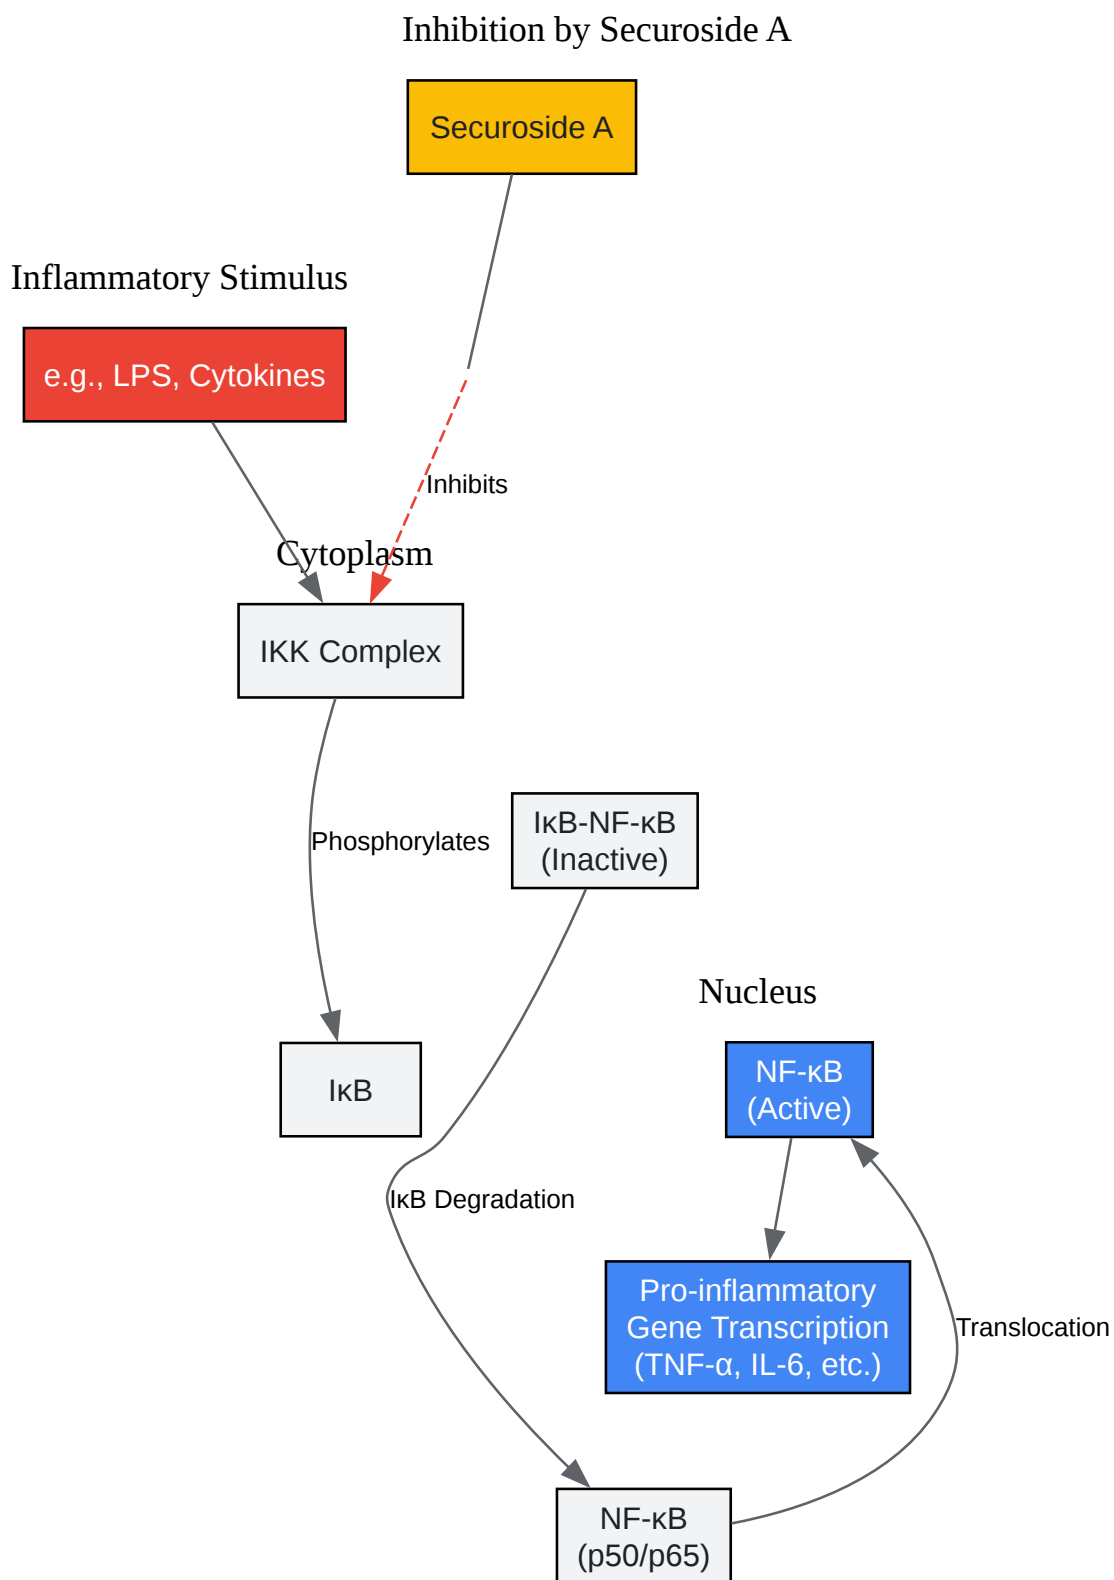 Inhibition by Securoside A
Securoside A
Inflammatory Stimulus
e.g., LPS, Cytokines
Inhibits
Cytoplasm
IKK Complex
Phosphorylates
IκB-NF-κB
(Inactive)
Nucleus
IκB
NF-κB
(Active)
IκB Degradation
Pro-inflammatory
Gene Transcription
(TNF-α, IL-6, etc.)
Translocation
NF-κB
(p50/p65)